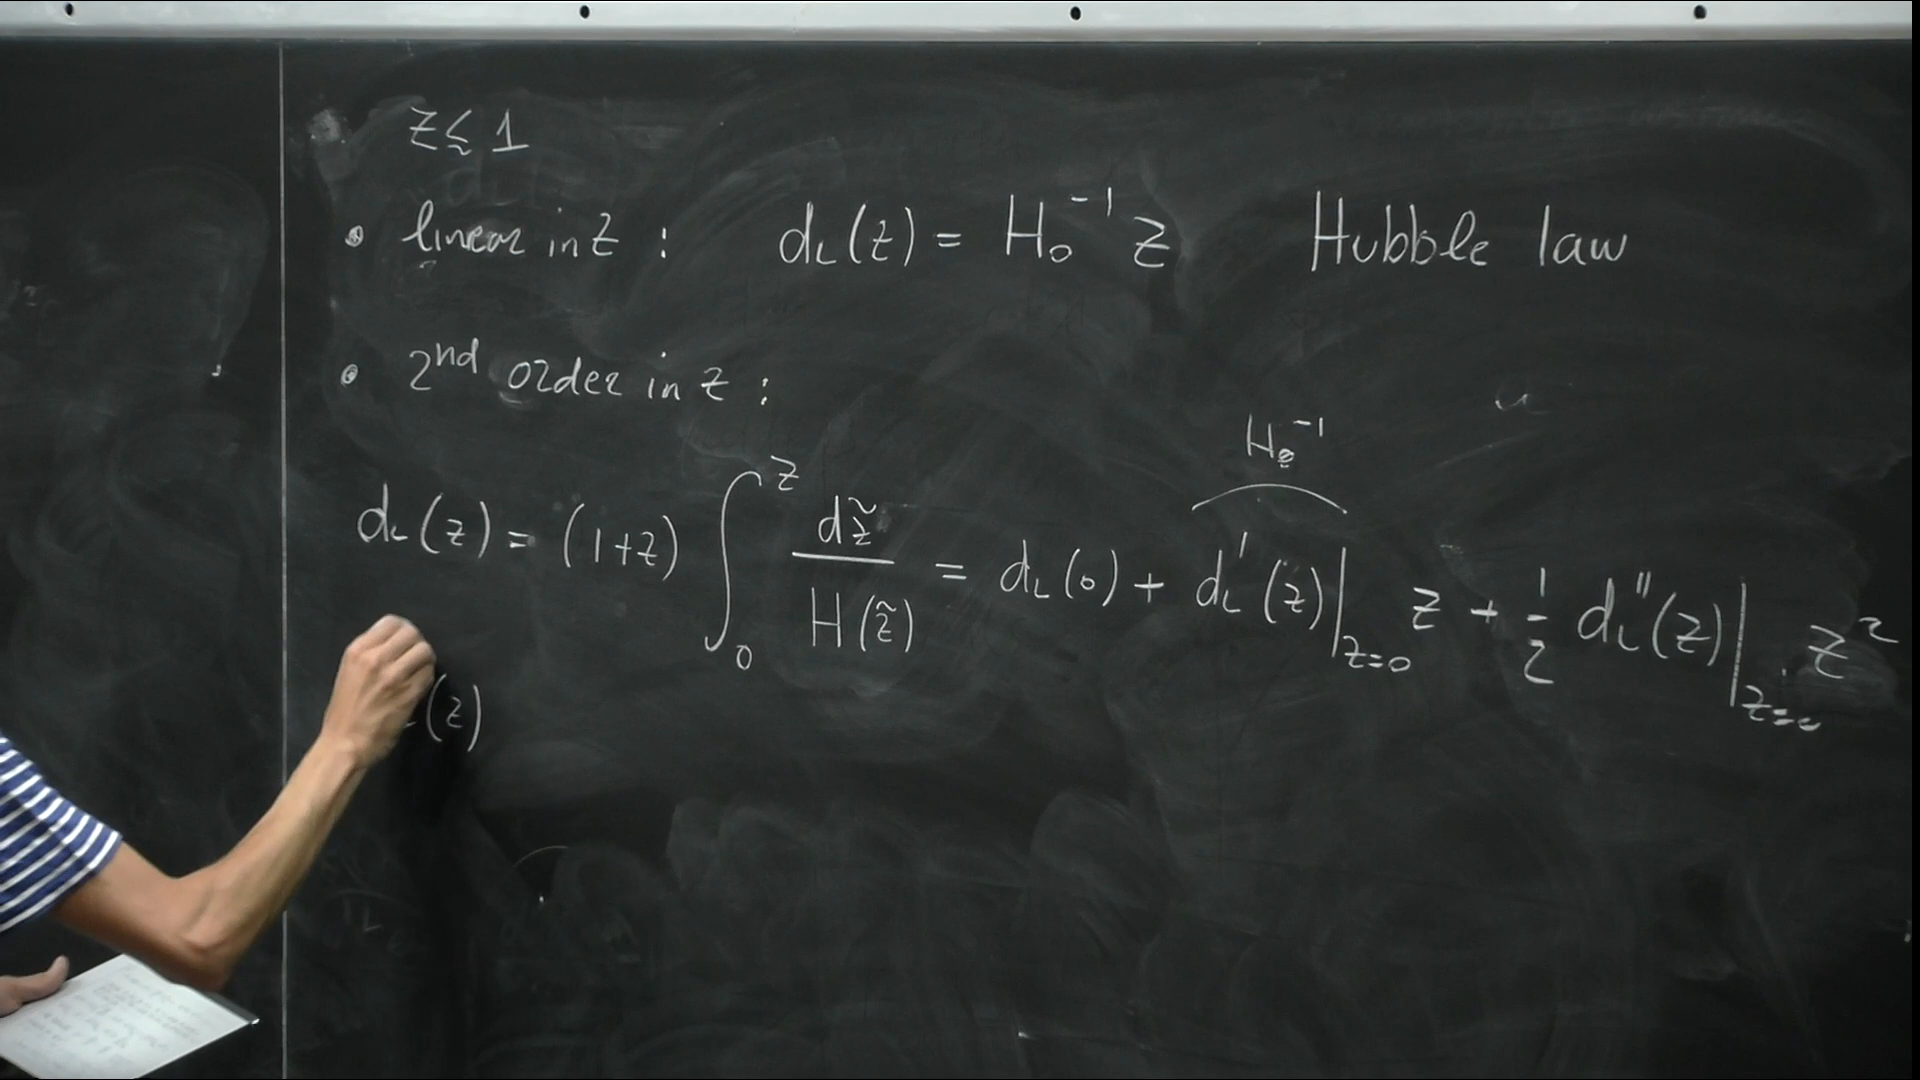 z ≲ 1
• linear in z : d_L(z) = H_0^{-1} z Hubble law
• 2^{nd} order in z :
H_0^{-1}
d_L(z) = (1+z) ∫_0^z dz̃ / H(z̃) = d_L(0) + d_L'(z)|_{z=0} z + 1/2 d_L''(z)|_{z=0} z^2
(z)